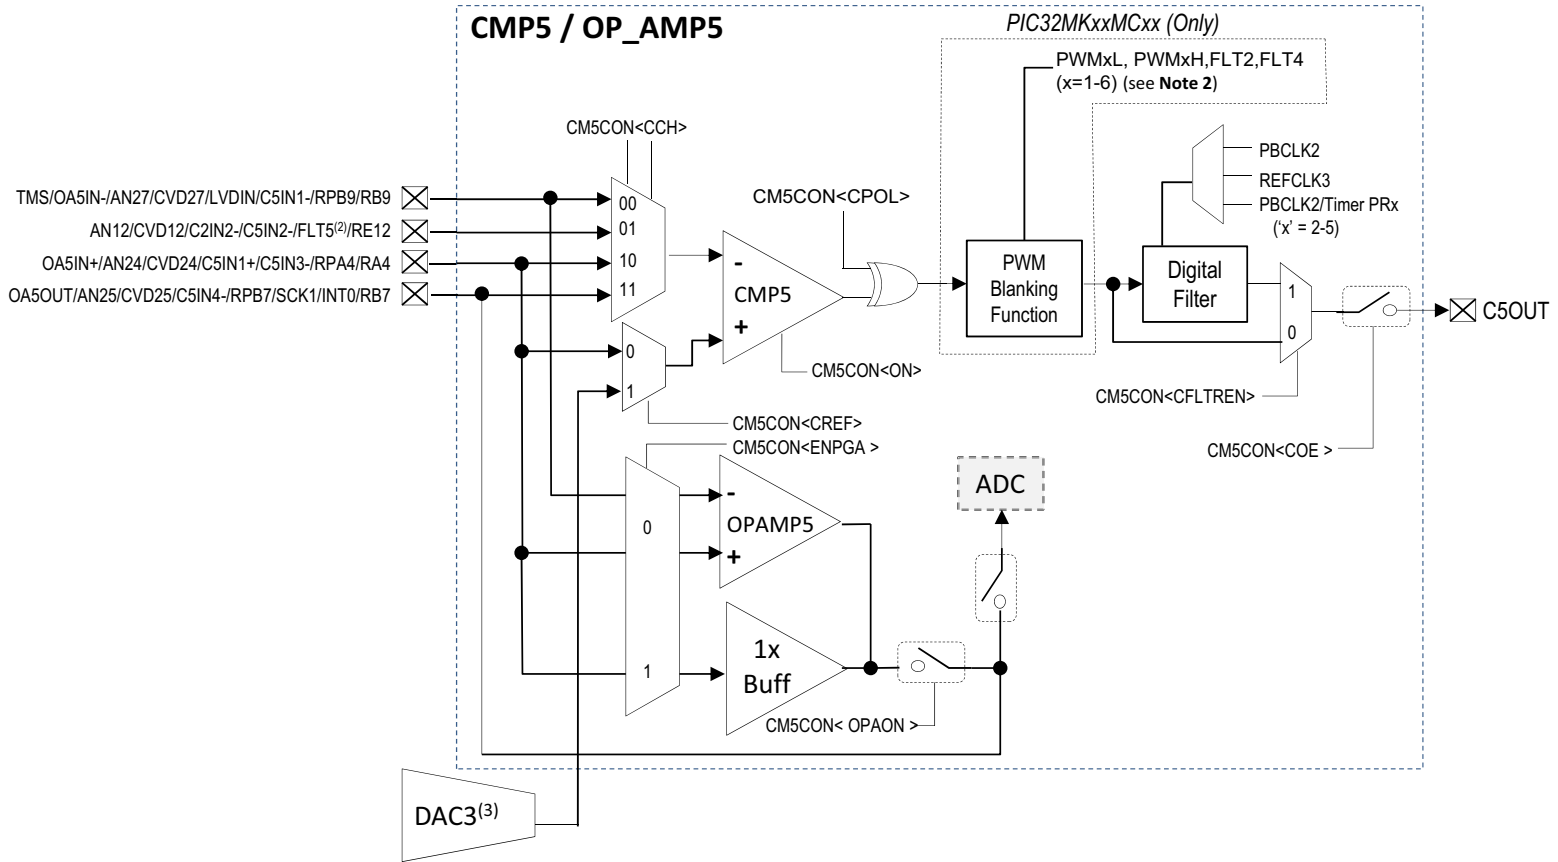 CMP5 / OP_AMP5
PIC32MKxxMCxx (Only)
PWMxL, PWMxH,FLT2,FLT4
(x=1-6) (see Note 2)
CM5CON<CCH>
TMS/OA5IN-/AN27/CVD27/LVDIN/C5IN1-/RPB9/RB9
AN12/CVD12/C2IN2-/C5IN2-/FLT5(2)/RE12
OA5IN+/AN24/CVD24/C5IN1+/C5IN3-/RPA4/RA4
OA5OUT/AN25/CVD25/C5IN4-/RPB7/SCK1/INT0/RB7
00
01
10
11
0
1
CM5CON<CPOL>
-
CMP5
+
CM5CON<ON>
PWM
Blanking
Function
PBCLK2
REFCLK3
PBCLK2/Timer PRx
('x' = 2-5)
Digital
Filter
1
0
C5OUT
CM5CON<CFLTREN>
CM5CON<COE >
CM5CON<CREF>
CM5CON<ENPGA >
0
1
-
OPAMP5
+
1x
Buff
ADC
CM5CON< OPAON >
DAC3(3)